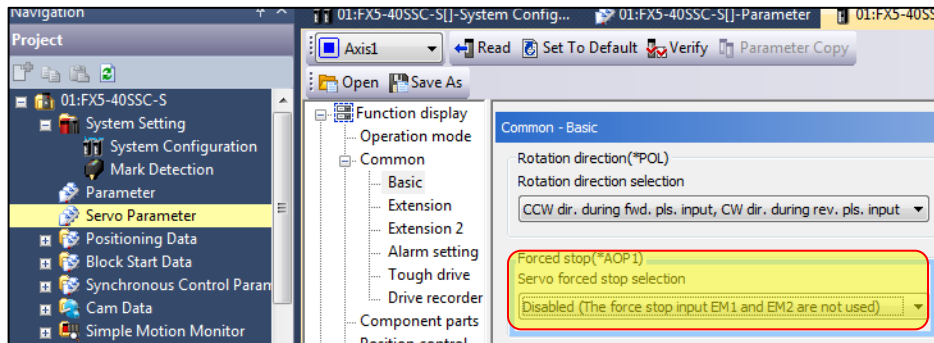 Navigation
01:FX5-40SSC-S[]-System Config...
01:FX5-40SSC-S[]-Parameter
01:FX5-40SS
Project
Axis1
Read
Set To Default
Verify
Parameter Copy
Open
Save As
01:FX5-40SSC-S
System Setting
System Configuration
Mark Detection
Parameter
Servo Parameter
Positioning Data
Block Start Data
Synchronous Control Param
Cam Data
Simple Motion Monitor
Function display
Operation mode
Common
Basic
Extension
Extension 2
Alarm setting
Tough drive
Drive recorder
Component parts
Position control
Common - Basic
Rotation direction(*POL)
Rotation direction selection
CCW dir. during fwd. pls. input, CW dir. during rev. pls. input
Forced stop(*AOP1)
Servo forced stop selection
Disabled (The force stop input EM1 and EM2 are not used)